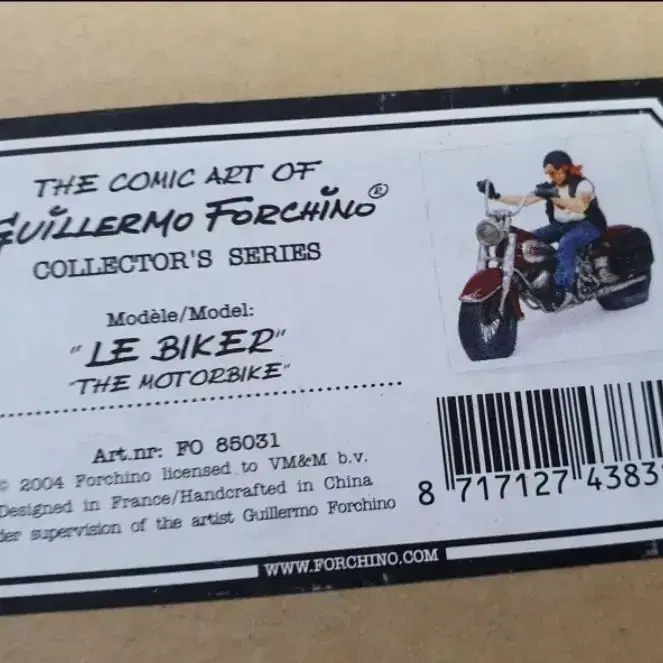 THE COMIC ART OF
GUILLERMO FORCHINO®
COLLECTOR'S SERIES
Modèle/Model:
"LE BIKER"
"THE MOTORBIKE"
Art.nr: FO 85031
© 2004 Forchino licensed to VM&M b.v.
Designed in France/Handcrafted in China
supervision of the artist Guillermo Forchino
8 717127 4383
WWW.FORCHINO.COM